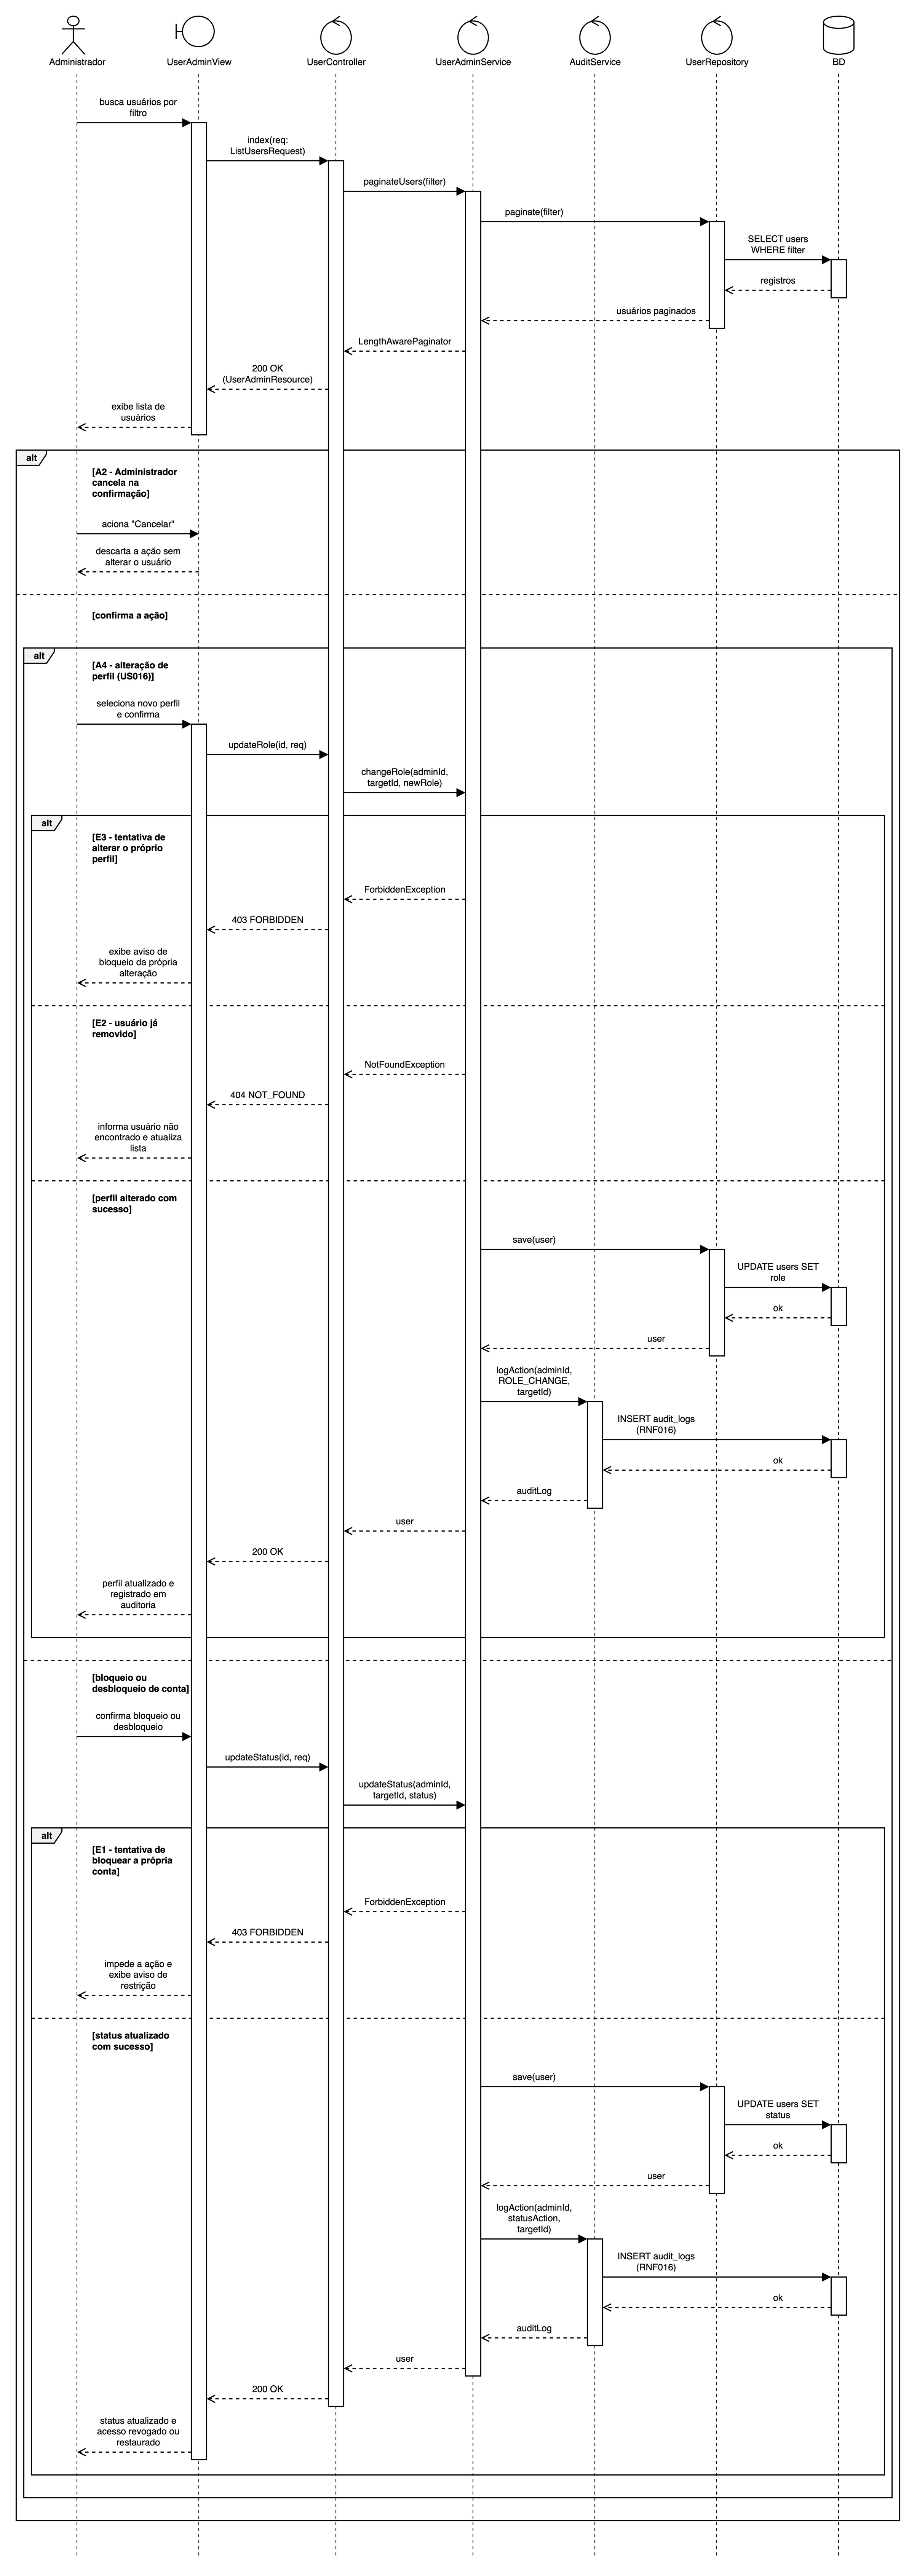 Administrador
UserAdminView
UserController
UserAdminService
AuditService
UserRepository
BD
busca usuários por
filtro
index(req:
ListUsersRequest)
paginateUsers(filter)
paginate(filter)
SELECT users
WHERE filter
registros
usuários paginados
LengthAwarePaginator
200 OK
(UserAdminResource)
exibe lista de
usuários
alt
[A2 - Administrador
cancela na
confirmação]
aciona "Cancelar"
descarta a ação sem
alterar o usuário
[confirma a ação]
alt
[A4 - alteração de
perfil (US016)]
seleciona novo perfil
e confirma
updateRole(id, req)
changeRole(adminId,
targetId, newRole)
alt
[E3 - tentativa de
alterar o próprio
perfil]
ForbiddenException
403 FORBIDDEN
exibe aviso de
bloqueio da própria
alteração
[E2 - usuário já
removido]
NotFoundException
404 NOT_FOUND
informa usuário não
encontrado e atualiza
lista
[perfil alterado com
sucesso]
save(user)
UPDATE users SET
role
ok
user
logAction(adminId,
ROLE_CHANGE,
targetId)
INSERT audit_logs
(RNF016)
ok
auditLog
user
200 OK
perfil atualizado e
registrado em
auditoria
[bloqueio ou
desbloqueio de conta]
confirma bloqueio ou
desbloqueio
updateStatus(id, req)
updateStatus(adminId,
targetId, status)
alt
[E1 - tentativa de
bloquear a própria
conta]
ForbiddenException
403 FORBIDDEN
impede a ação e
exibe aviso de
restrição
[status atualizado
com sucesso]
save(user)
UPDATE users SET
status
ok
user
logAction(adminId,
statusAction,
targetId)
INSERT audit_logs
(RNF016)
ok
auditLog
user
200 OK
status atualizado e
acesso revogado ou
restaurado